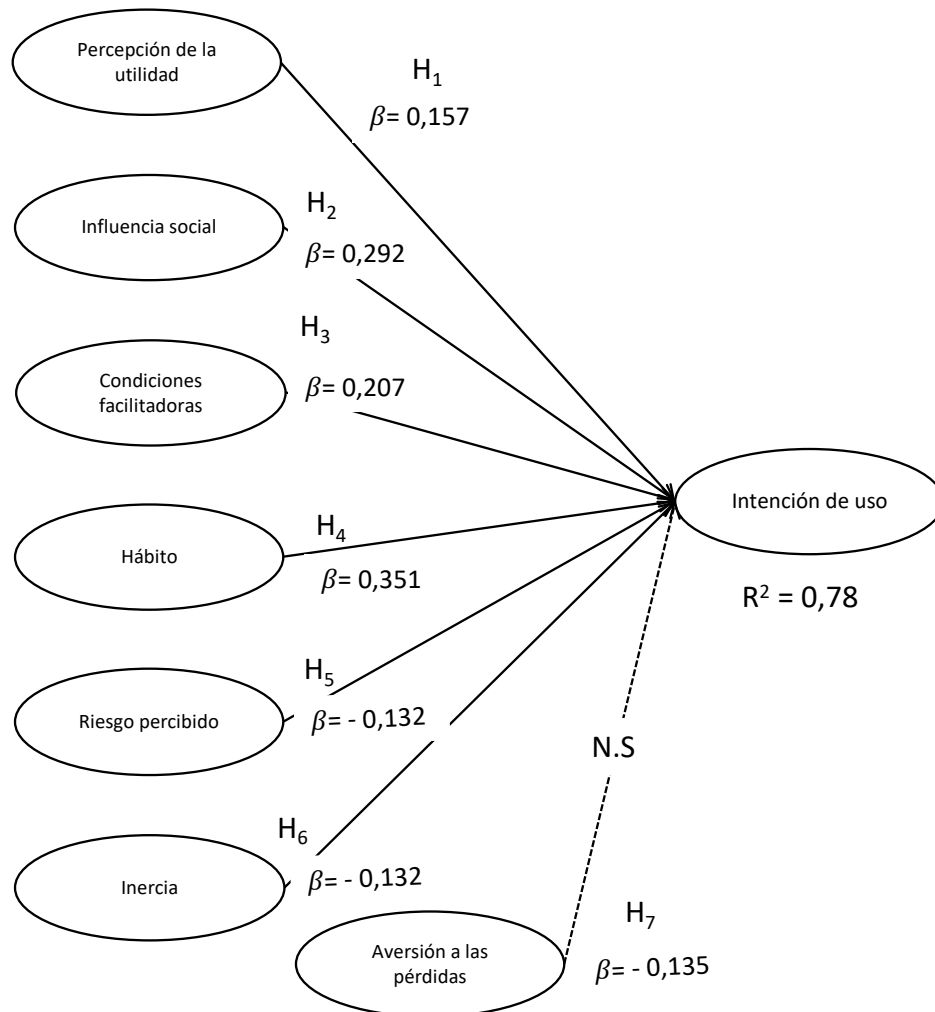 Percepción de la
utilidad
H₁
β= 0,157
Influencia social
H₂
β= 0,292
Condiciones
facilitadoras
H₃
β= 0,207
Intención de uso
R² = 0,78
Hábito
H₄
β= 0,351
Riesgo percibido
H₅
β= - 0,132
N.S
Inercia
H₆
β= - 0,132
Aversión a las
pérdidas
H₇
β= - 0,135